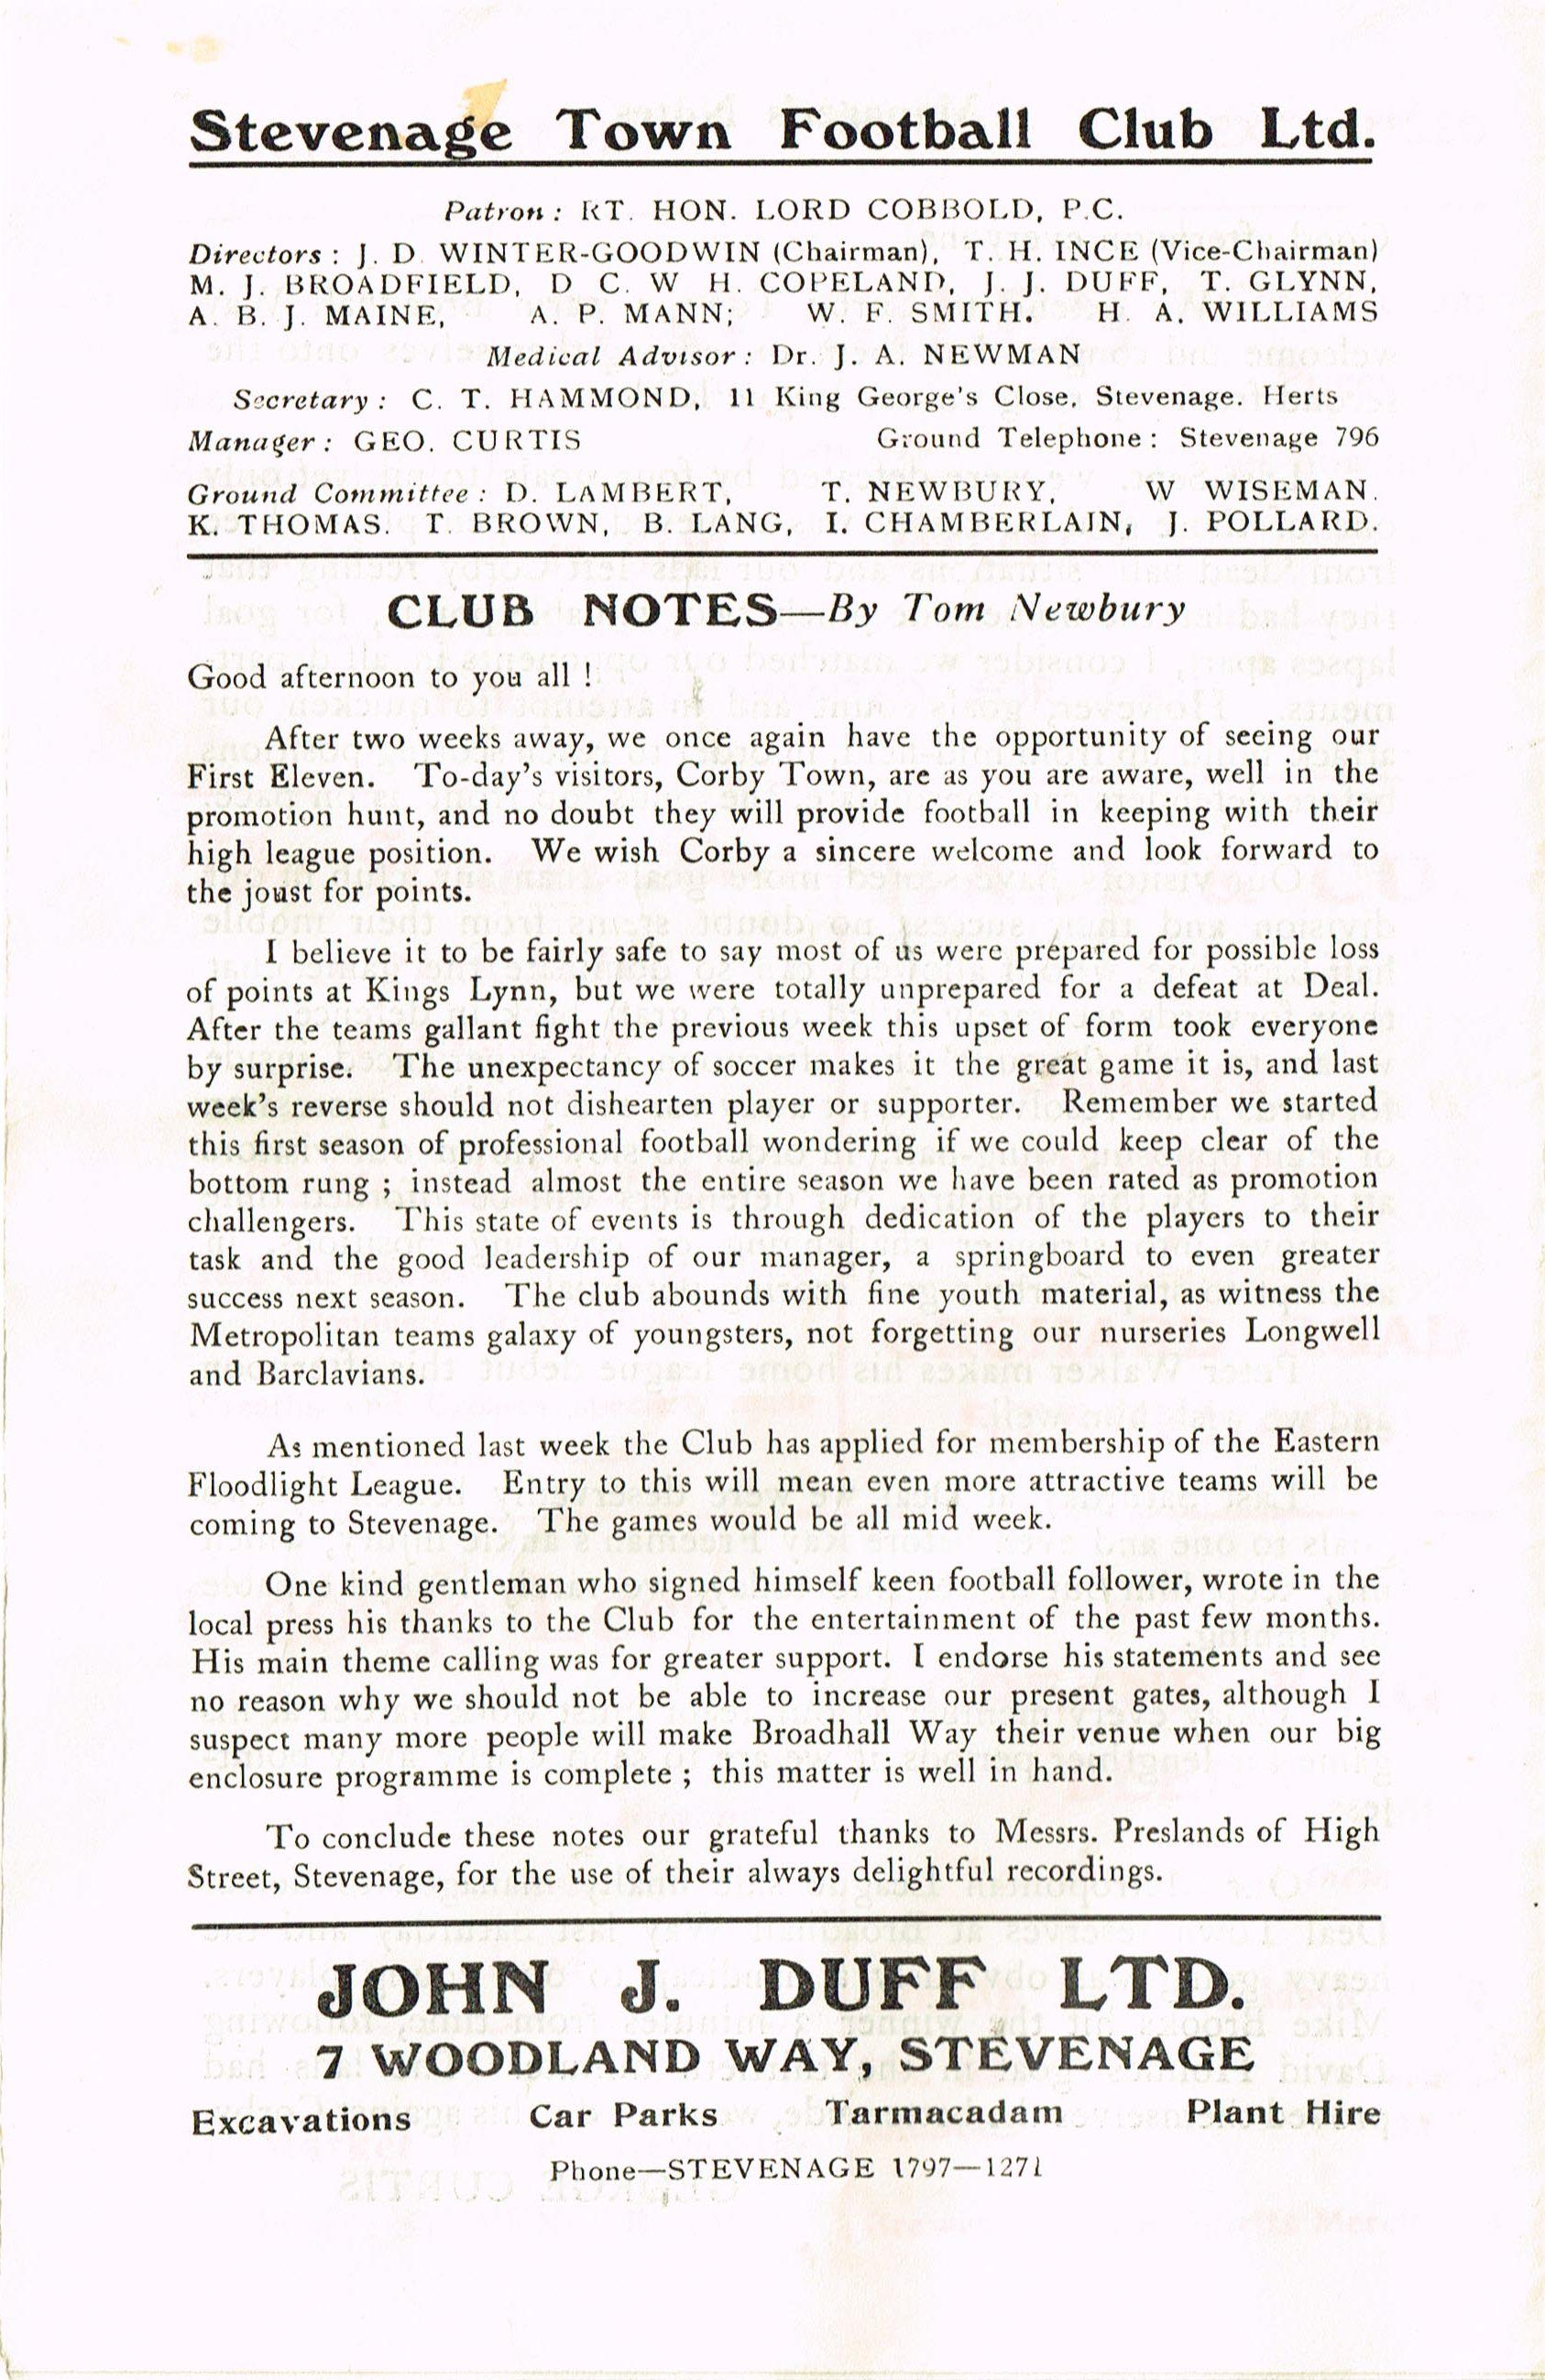 Stevenage Town Football Club Ltd.
Patron : RT. HON. LORD COBBOLD, P.C.
Directors : J. D. WINTER-GOODWIN (Chairman), T. H. INCE (Vice-Chairman)
M. J. BROADFIELD, D C. W H. COPELAND, J. J. DUFF, T. GLYNN,
A. B. J. MAINE, A. P. MANN; W. F. SMITH. H. A. WILLIAMS
Medical Advisor : Dr. J. A. NEWMAN
Secretary : C. T. HAMMOND, 11 King George's Close, Stevenage. Herts
Manager : GEO. CURTIS Ground Telephone : Stevenage 796
Ground Committee : D. LAMBERT, T. NEWBURY, W WISEMAN.
K. THOMAS. T. BROWN, B. LANG, I. CHAMBERLAIN, J. POLLARD.
CLUB NOTES—By Tom Newbury
Good afternoon to you all !
After two weeks away, we once again have the opportunity of seeing our
First Eleven. To-day's visitors, Corby Town, are as you are aware, well in the
promotion hunt, and no doubt they will provide football in keeping with their
high league position. We wish Corby a sincere welcome and look forward to
the joust for points.
I believe it to be fairly safe to say most of us were prepared for possible loss
of points at Kings Lynn, but we were totally unprepared for a defeat at Deal.
After the teams gallant fight the previous week this upset of form took everyone
by surprise. The unexpectancy of soccer makes it the great game it is, and last
week's reverse should not dishearten player or supporter. Remember we started
this first season of professional football wondering if we could keep clear of the
bottom rung ; instead almost the entire season we have been rated as promotion
challengers. This state of events is through dedication of the players to their
task and the good leadership of our manager, a springboard to even greater
success next season. The club abounds with fine youth material, as witness the
Metropolitan teams galaxy of youngsters, not forgetting our nurseries Longwell
and Barclavians.
As mentioned last week the Club has applied for membership of the Eastern
Floodlight League. Entry to this will mean even more attractive teams will be
coming to Stevenage. The games would be all mid week.
One kind gentleman who signed himself keen football follower, wrote in the
local press his thanks to the Club for the entertainment of the past few months.
His main theme calling was for greater support. I endorse his statements and see
no reason why we should not be able to increase our present gates, although I
suspect many more people will make Broadhall Way their venue when our big
enclosure programme is complete ; this matter is well in hand.
To conclude these notes our grateful thanks to Messrs. Preslands of High
Street, Stevenage, for the use of their always delightful recordings.
JOHN J. DUFF LTD.
7 WOODLAND WAY, STEVENAGE
Excavations Car Parks Tarmacadam Plant Hire
Phone—STEVENAGE 1797—1271